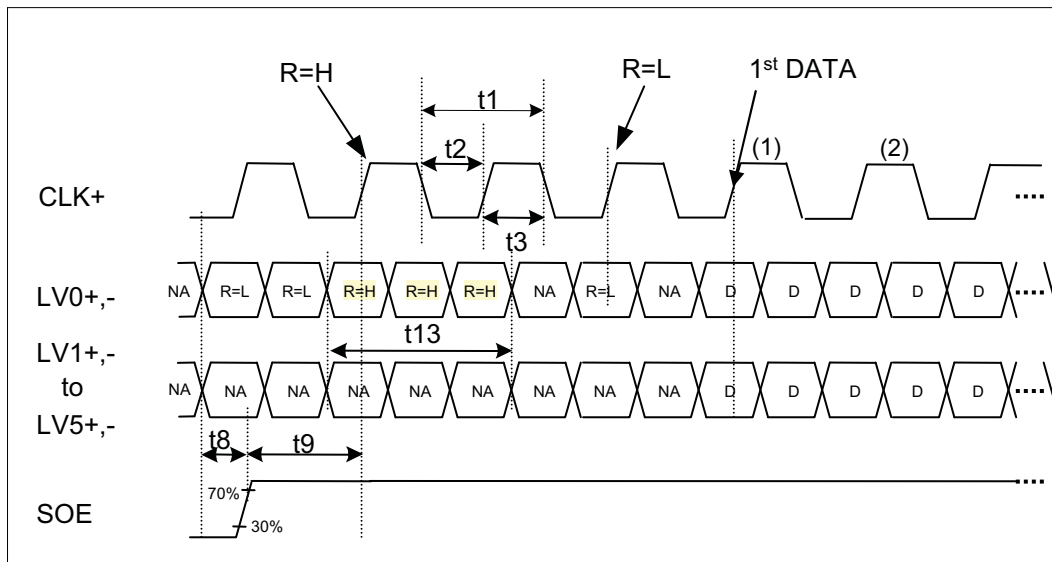 R=H R=L 1st DATA
t1
t2 (1) (2)
CLK+
t3
LV0+,- NA R=L R=L R=H R=H R=H NA R=L NA D D D D D
t13
LV1+,-
to
LV5+,-
NA NA NA NA NA NA NA NA NA D D D D D
t8 t9
70%
SOE
30%